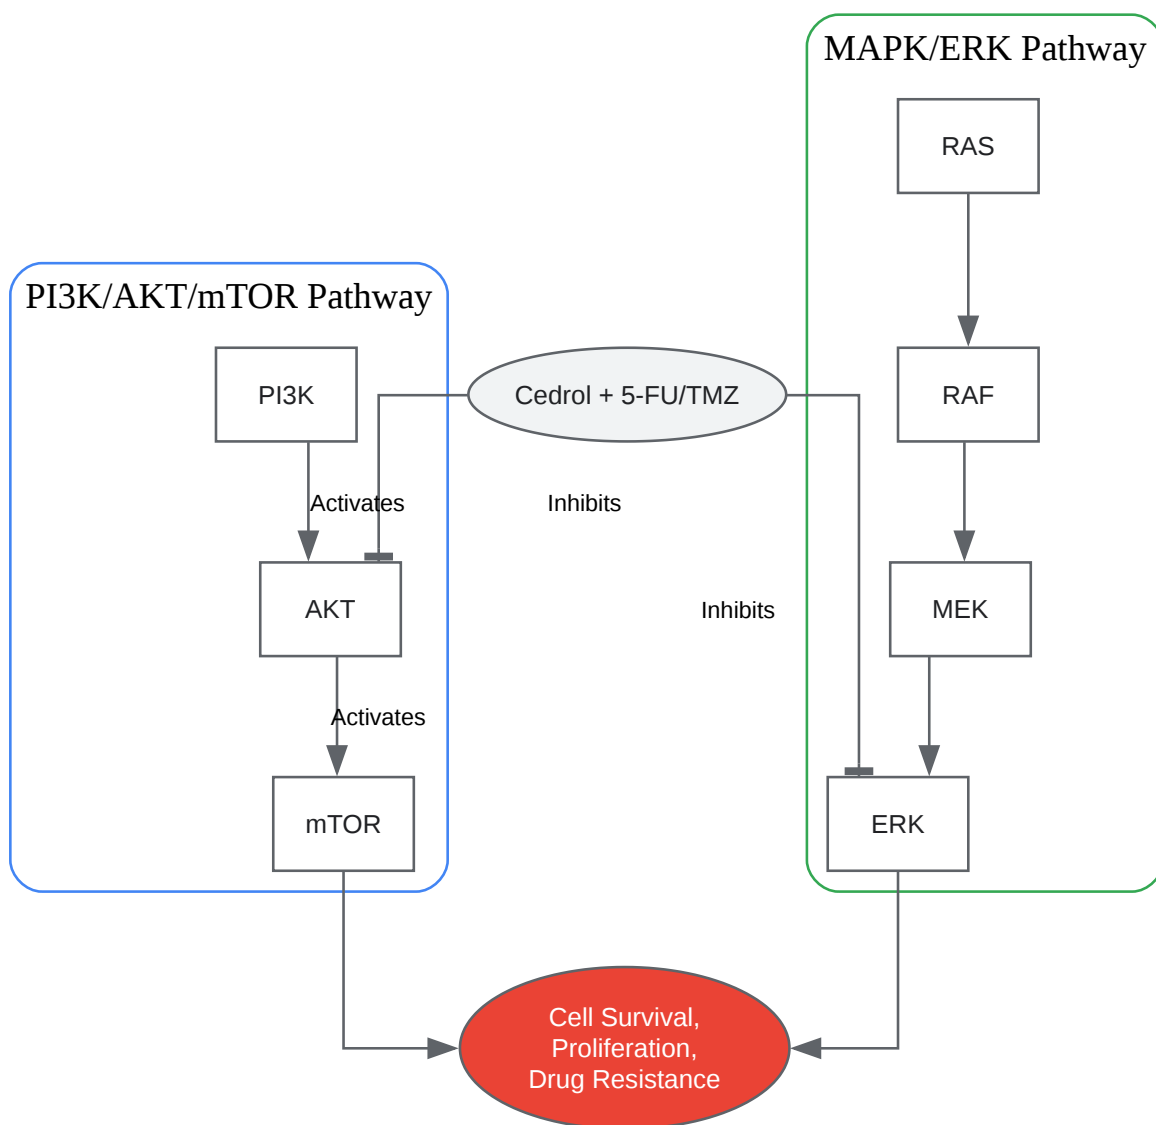 MAPK/ERK Pathway
RAS
PI3K/AKT/mTOR Pathway
PI3K
Cedrol + 5-FU/TMZ
RAF
Activates
Inhibits
AKT
Inhibits
MEK
Activates
mTOR
ERK
Cell Survival,
Proliferation,
Drug Resistance